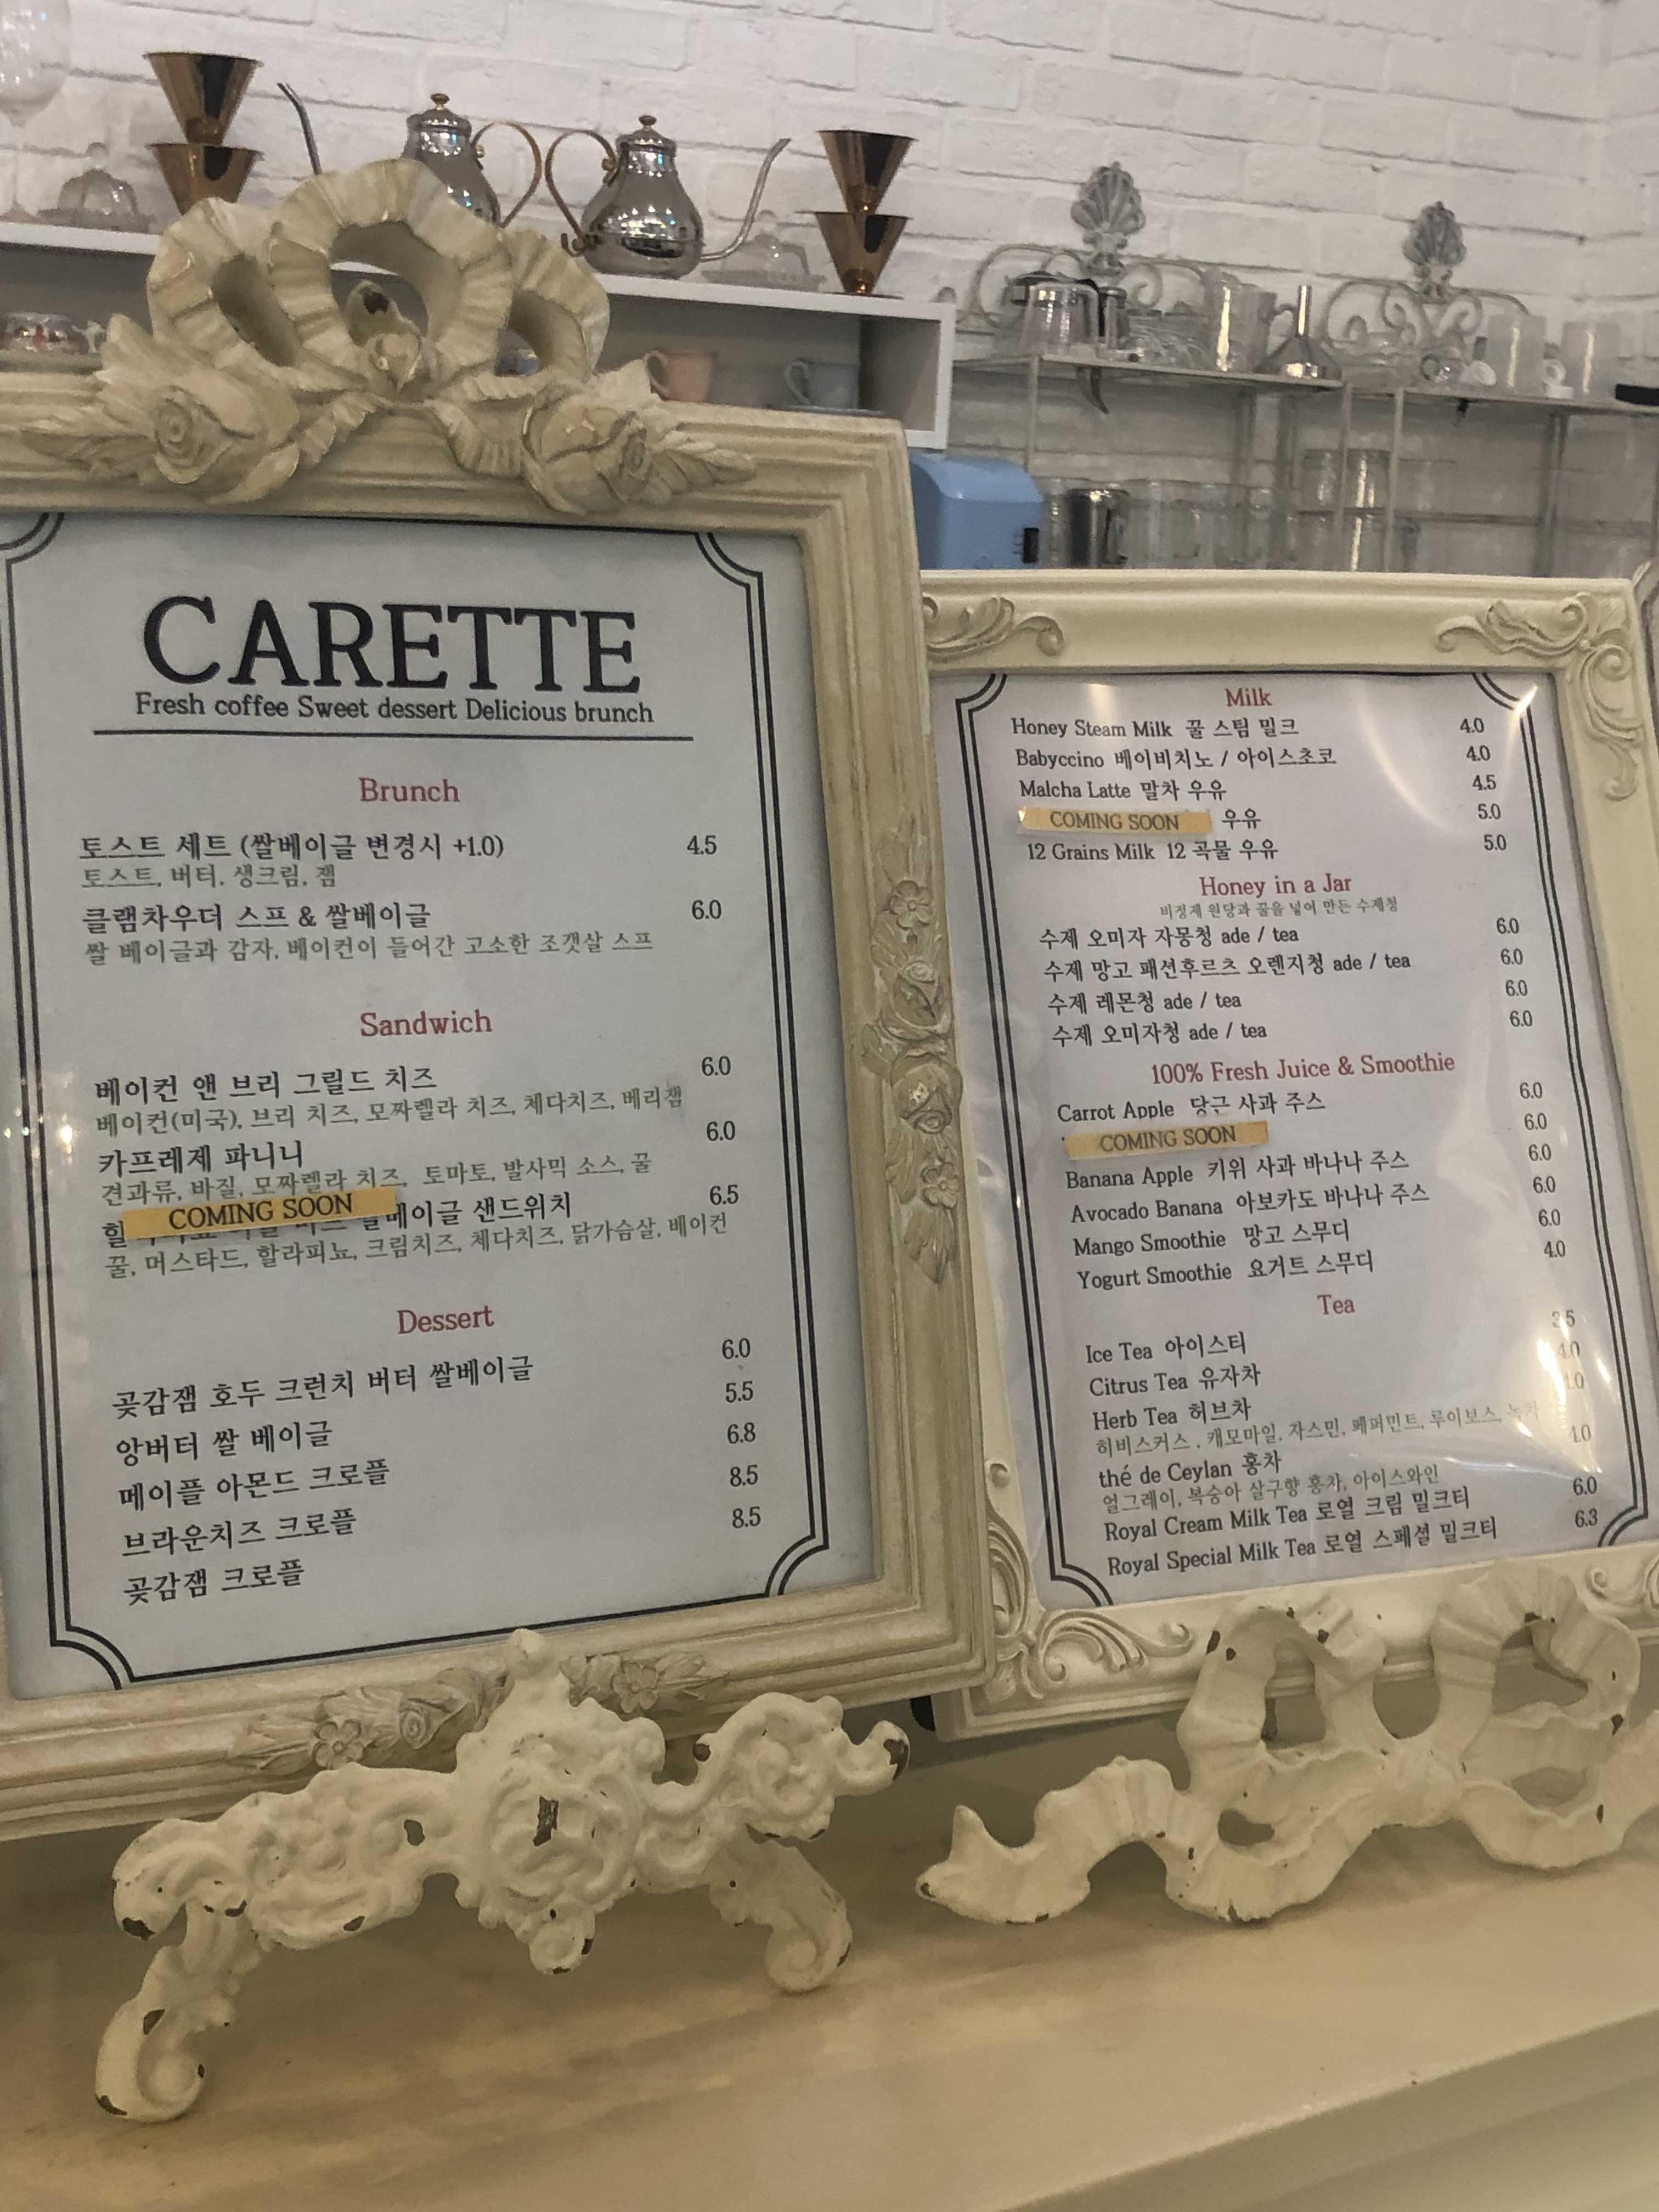 CARETTE
Fresh coffee Sweet dessert Delicious brunch
Brunch
토스트 세트 (쌀베이글 변경시 +1.0) 4.5
토스트, 버터, 생크림, 잼
클램차우더 스프 & 쌀베이글 6.0
쌀 베이글과 감자, 베이컨이 들어간 고소한 조갯살 스프
Sandwich
베이컨 앤 브리 그릴드 치즈 6.0
베이컨(미국), 브리 치즈, 모짜렐라 치즈, 체다치즈, 베리잼
카프레제 파니니 6.0
견과류, 바질, 모짜렐라 치즈, 토마토, 발사믹 소스, 꿀
힐 COMING SOON 쌀베이글 샌드위치 6.5
꿀, 머스타드, 할라피뇨, 크림치즈, 체다치즈, 닭가슴살, 베이컨
Dessert
곶감잼 호두 크런치 버터 쌀베이글 6.0
앙버터 쌀 베이글 5.5
메이플 아몬드 크로플 6.8
브라운치즈 크로플 8.5
곶감잼 크로플 8.5
Milk
Honey Steam Milk 꿀 스팀 밀크 4.0
Babyccino 베이비치노 / 아이스초코 4.0
Malcha Latte 말차 우유 4.5
COMING SOON 우유 5.0
12 Grains Milk 12 곡물 우유 5.0
Honey in a Jar
비정제 원당과 꿀을 넣어 만든 수제청
수제 오미자 자몽청 ade / tea 6.0
수제 망고 패션후르츠 오렌지청 ade / tea 6.0
수제 레몬청 ade / tea 6.0
수제 오미자청 ade / tea 6.0
100% Fresh Juice & Smoothie
Carrot Apple 당근 사과 주스 6.0
COMING SOON 6.0
Banana Apple 키위 사과 바나나 주스 6.0
Avocado Banana 아보카도 바나나 주스 6.0
Mango Smoothie 망고 스무디 6.0
Yogurt Smoothie 요거트 스무디 4.0
Tea
Ice Tea 아이스티 3.5
Citrus Tea 유자차 4.0
Herb Tea 허브차 4.0
히비스커스, 캐모마일, 자스민, 페퍼민트, 루이보스, 녹차
thé de Ceylan 홍차 4.0
얼그레이, 복숭아 살구향 홍차, 아이스와인
Royal Cream Milk Tea 로열 크림 밀크티 6.0
Royal Special Milk Tea 로열 스페셜 밀크티 6.3